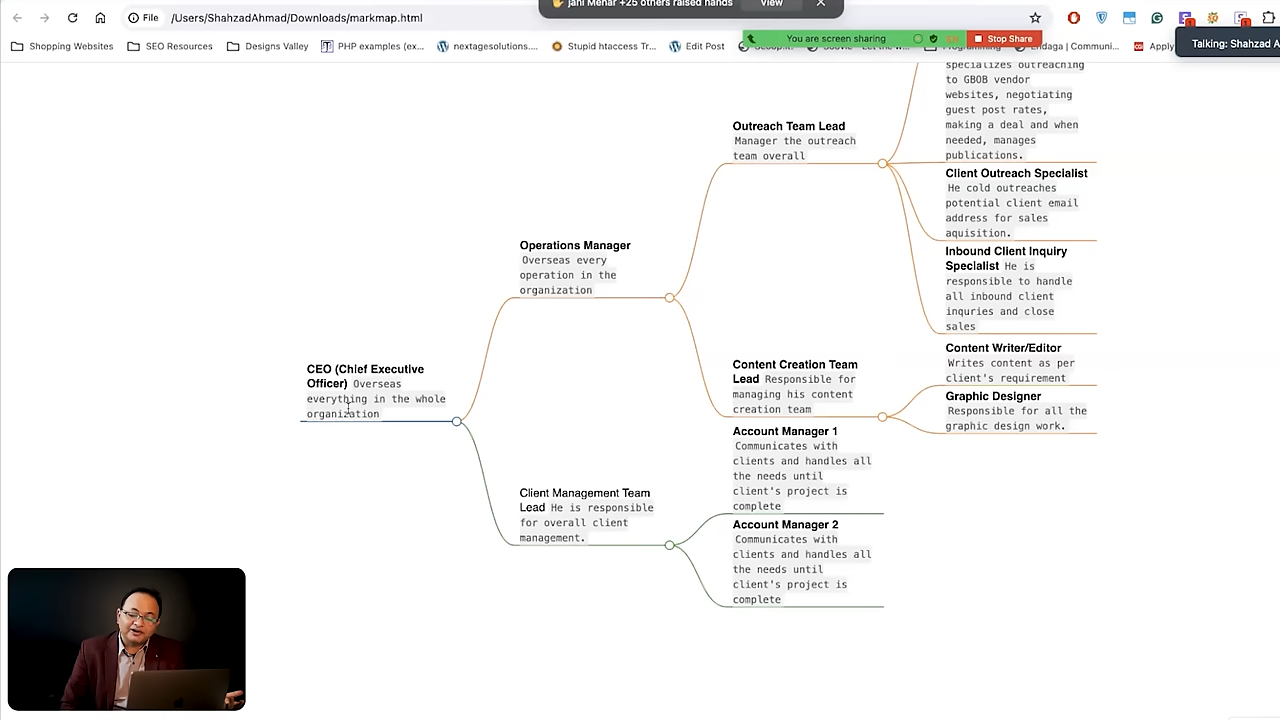 jani Mehar +25 others raised hands View
File /Users/ShahzadAhmad/Downloads/markmap.html
You are screen sharing Stop Share
Talking: Shahzad A
Shopping Websites SEO Resources Designs Valley PHP examples (ex... nextagesolutions.... Stupid htaccess Tr... Edit Post Endaga | Communi... Apply
specializes outreaching
to GBOB vendor
websites, negotiating
guest post rates,
making a deal and when
needed, manages
publications.
Outreach Team Lead
Manager the outreach
team overall
Client Outreach Specialist
He cold outreaches
potential client email
address for sales
aquisition.
Operations Manager
Overseas every
operation in the
organization
Inbound Client Inquiry
Specialist He is
responsible to handle
all inbound client
inquries and close
sales
CEO (Chief Executive
Officer) Overseas
everything in the whole
organization
Content Creation Team
Lead Responsible for
managing his content
creation team
Content Writer/Editor
Writes content as per
client's requirement
Graphic Designer
Responsible for all the
graphic design work.
Client Management Team
Lead He is responsible
for overall client
management.
Account Manager 1
Communicates with
clients and handles all
the needs until
client's project is
complete
Account Manager 2
Communicates with
clients and handles all
the needs until
client's project is
complete